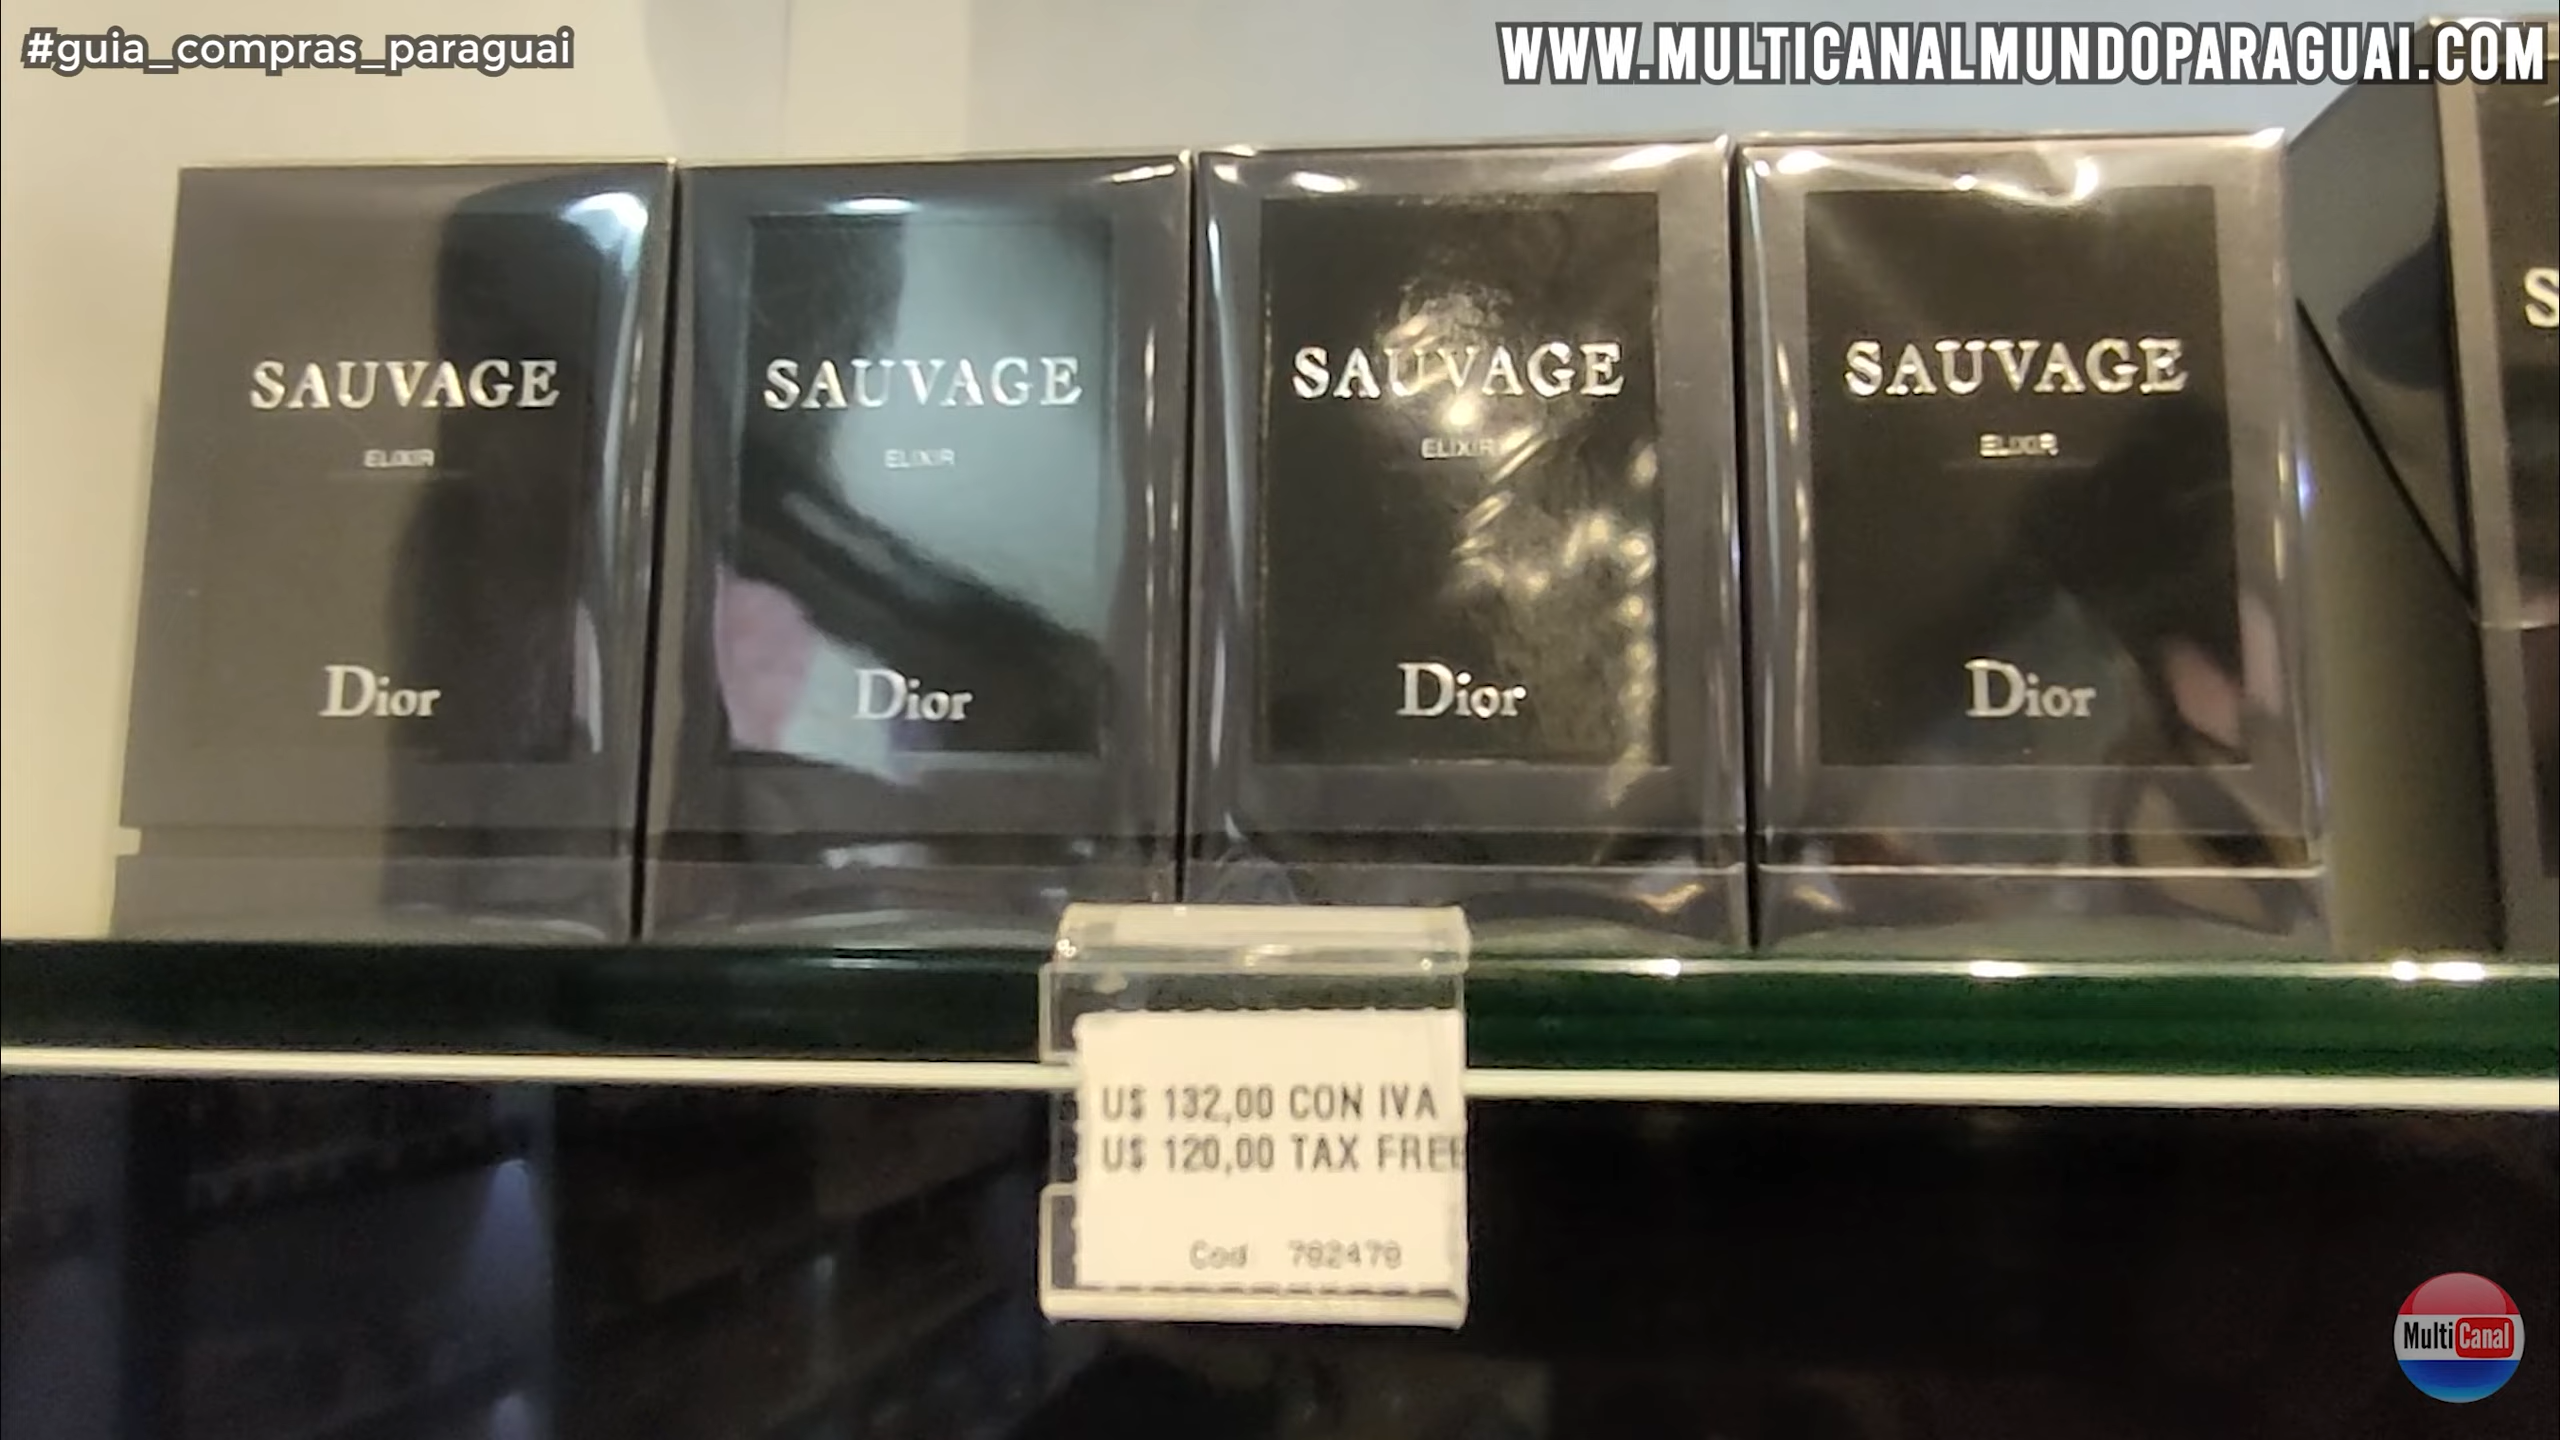 #guia_compras_paraguai
WWW.MULTICANALMUNDOPARAGUAI.COM
SAUVAGE
ELIXIR
Dior
SAUVAGE
ELIXIR
Dior
SAUVAGE
ELIXIR
Dior
SAUVAGE
ELIXIR
Dior
S
U$ 132,00 CON IVA
U$ 120,00 TAX FREE
Cod 782478
MultiCanal